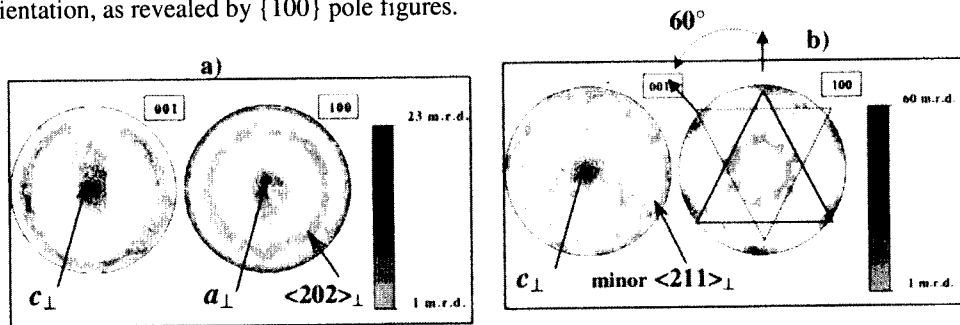 ientation, as revealed by {100} pole figures.
a)
001
100
23 m.r.d.
1 m.r.d.
c⊥
a⊥
<202>⊥
60°
b)
001
100
60 m.r.d.
1 m.r.d.
c⊥
minor <211>⊥